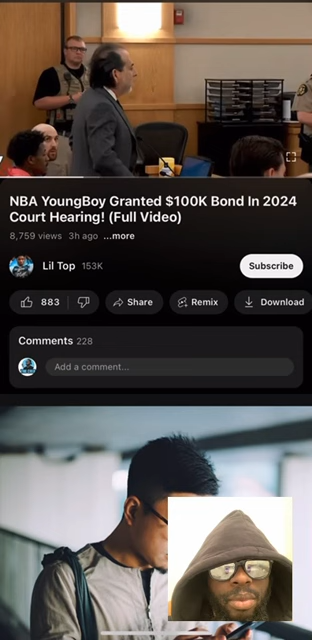 NBA YoungBoy Granted $100K Bond In 2024
Court Hearing! (Full Video)
8,759 views 3h ago ...more
Lil Top 153K
Subscribe
883 Share Remix Download
Comments 228
Add a comment...